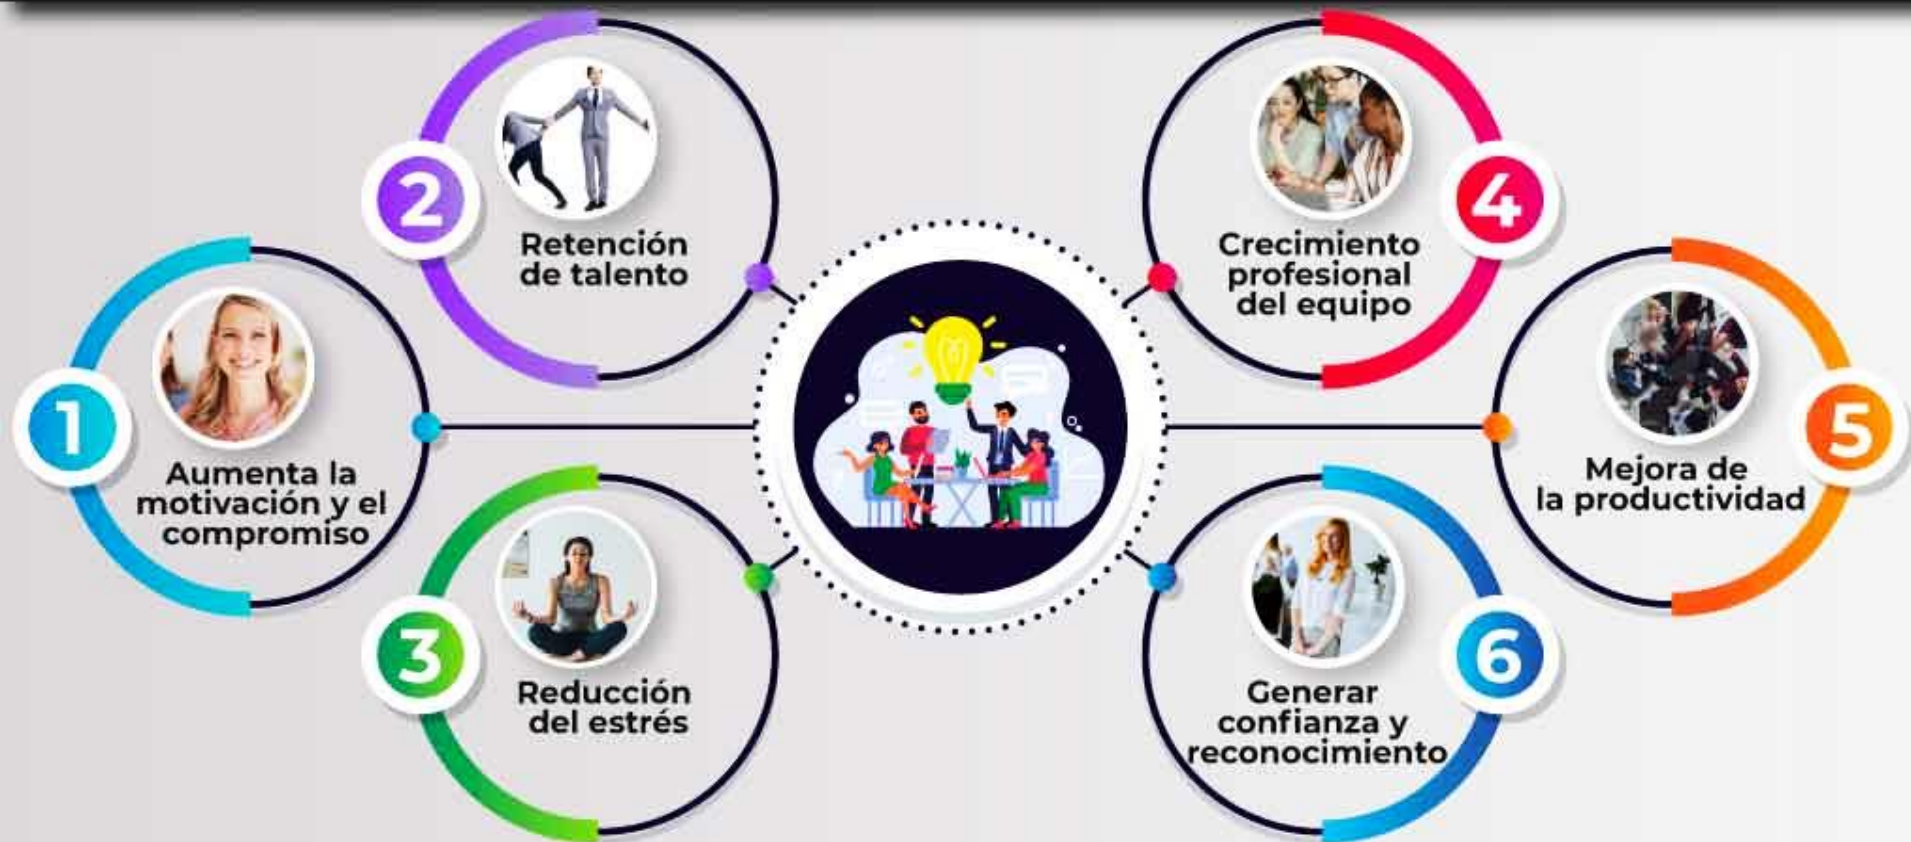 1
Aumenta la
motivación y el
compromiso
2
Retención
de talento
3
Reducción
del estrés
4
Crecimiento
profesional
del equipo
5
Mejora de
la productividad
6
Generar
confianza y
reconocimiento